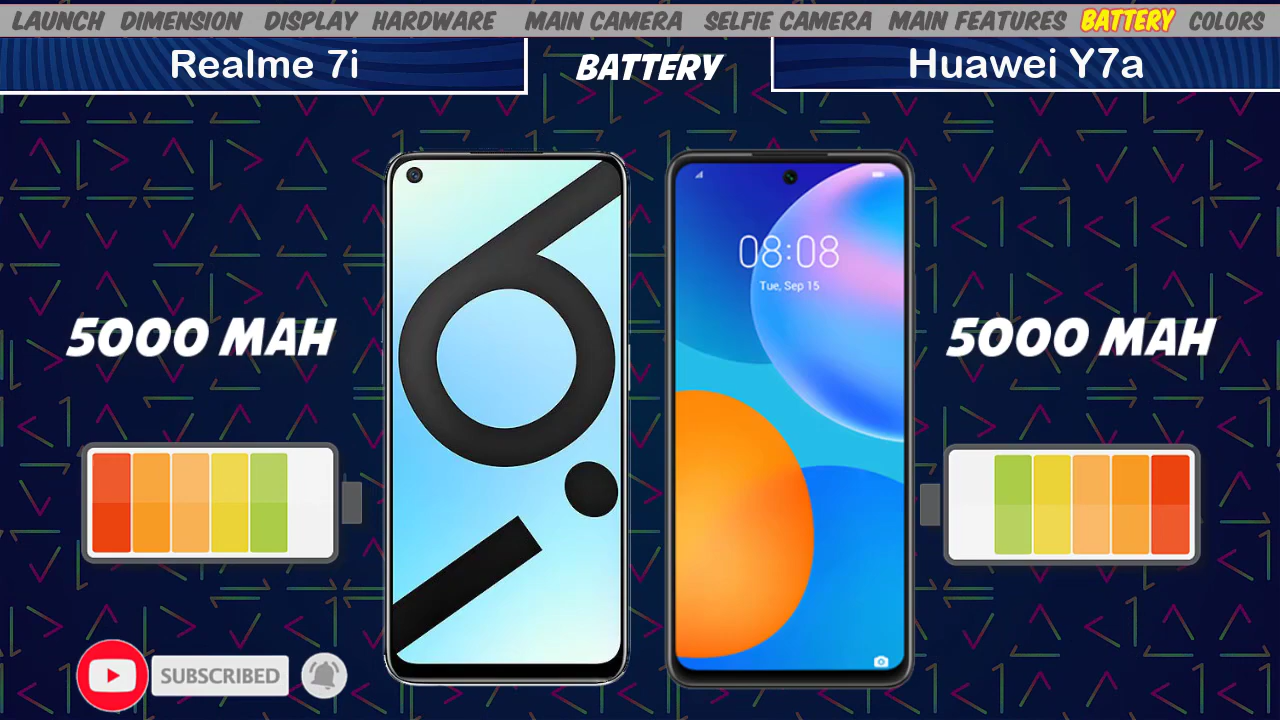 LAUNCH DIMENSION DISPLAY HARDWARE MAIN CAMERA SELFIE CAMERA MAIN FEATURES BATTERY COLORS
Realme 7i
BATTERY
Huawei Y7a
08:08
Tue, Sep 15
5000 MAH
5000 MAH
SUBSCRIBED